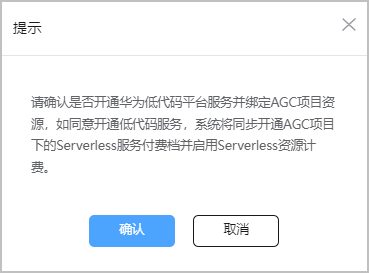 提示
请确认是否开通华为低代码平台服务并绑定AGC项目资
源，如同意开通低代码服务，系统将同步开通AGC项目
下的Serverless服务付费档并启用Serverless资源计
费。
确认
取消